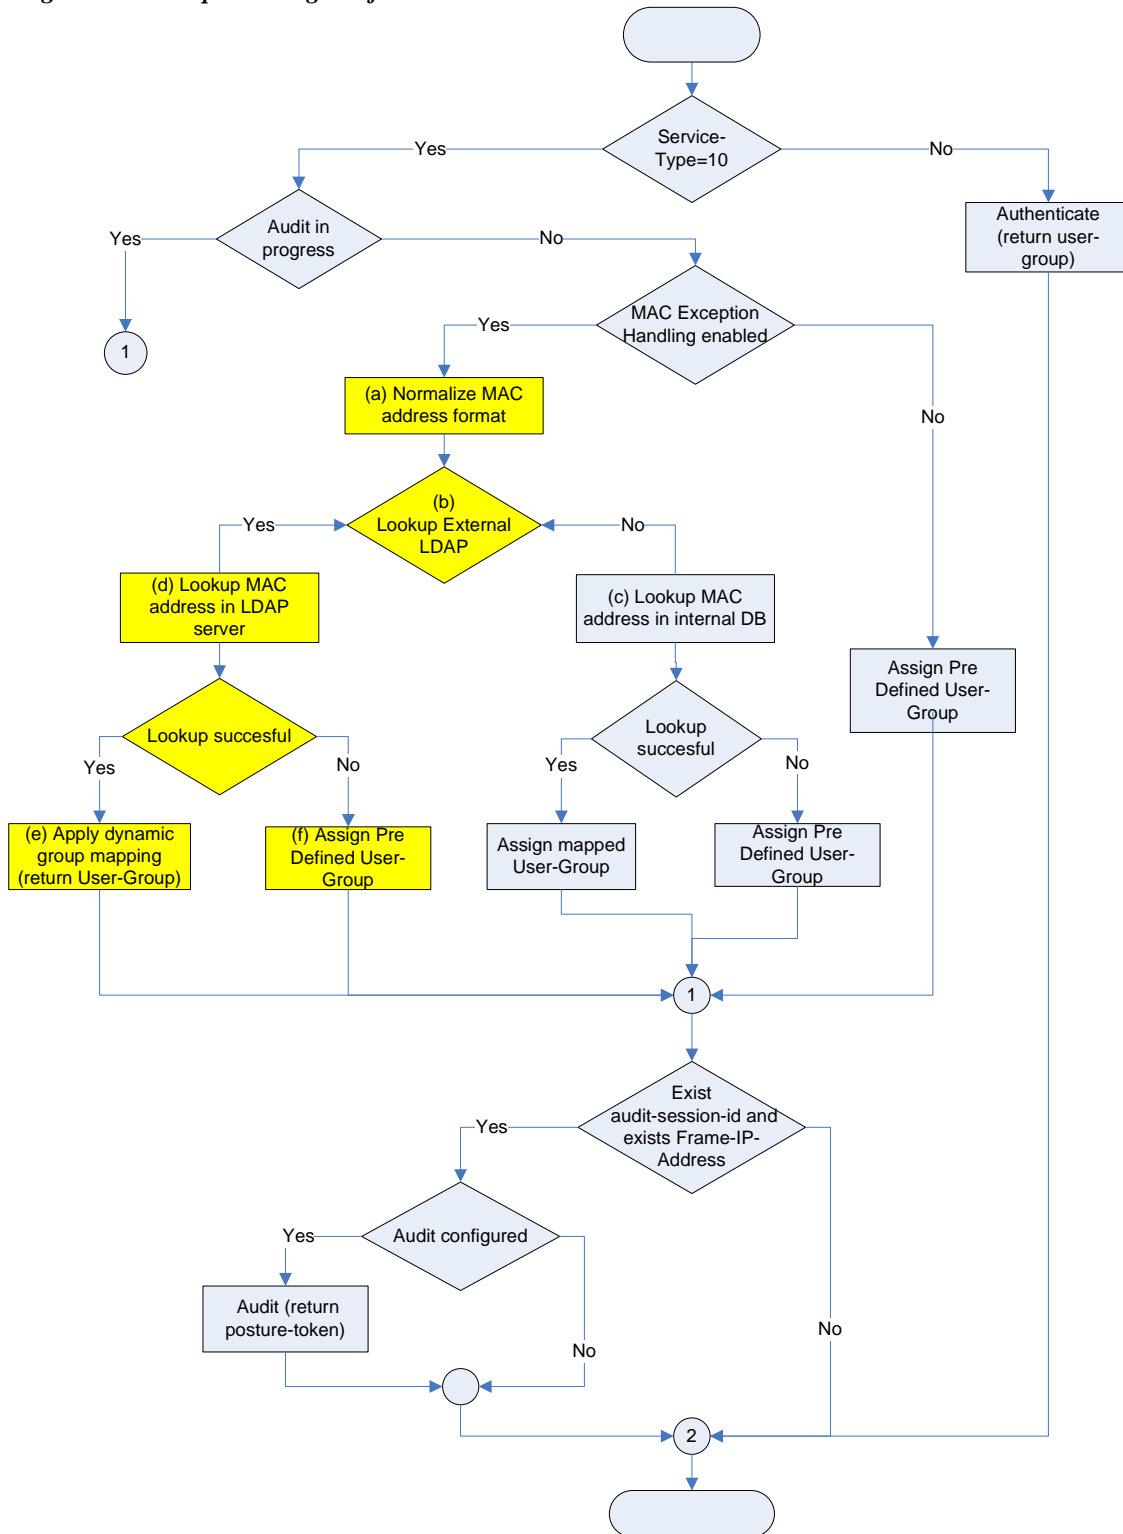 Service-
Type=10
Yes
No
Audit in
progress
Authenticate
(return user-
group)
Yes
No
MAC Exception
Handling enabled
Yes
1
No
(a) Normalize MAC
address format
(b)
Lookup External
LDAP
Yes
No
(d) Lookup MAC
address in LDAP
server
(c) Lookup MAC
address in internal DB
Assign Pre
Defined User-
Group
Lookup succesful
Lookup
succesful
Yes
No
Yes
No
(e) Apply dynamic
group mapping
(return User-Group)
(f) Assign Pre
Defined User-
Group
Assign mapped
User-Group
Assign Pre
Defined User-
Group
1
Exist
audit-session-id and
exists Frame-IP-
Address
Yes
Audit configured
Yes
Audit (return
posture-token)
No
No
2